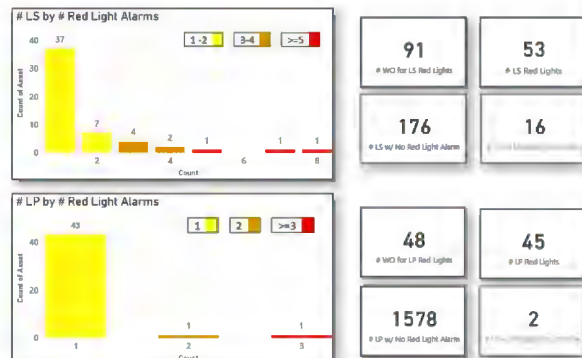 # LS by # Red Light Alarms
1-2 3-4 >=5
Count of Asset
40
30
20
10
0
37
7
4
2
1
1
1
2
4
6
8
Count
91
# WO for LS Red Lights
53
# LS Red Lights
176
# LS w/ No Red Light Alarm
16
# LP by # Red Light Alarms
1 2 >=3
Count of Asset
40
20
0
43
1
1
1
2
3
Count
48
# WO for LP Red Lights
45
# LP Red Lights
1578
# LP w/ No Red Light Alarm
2